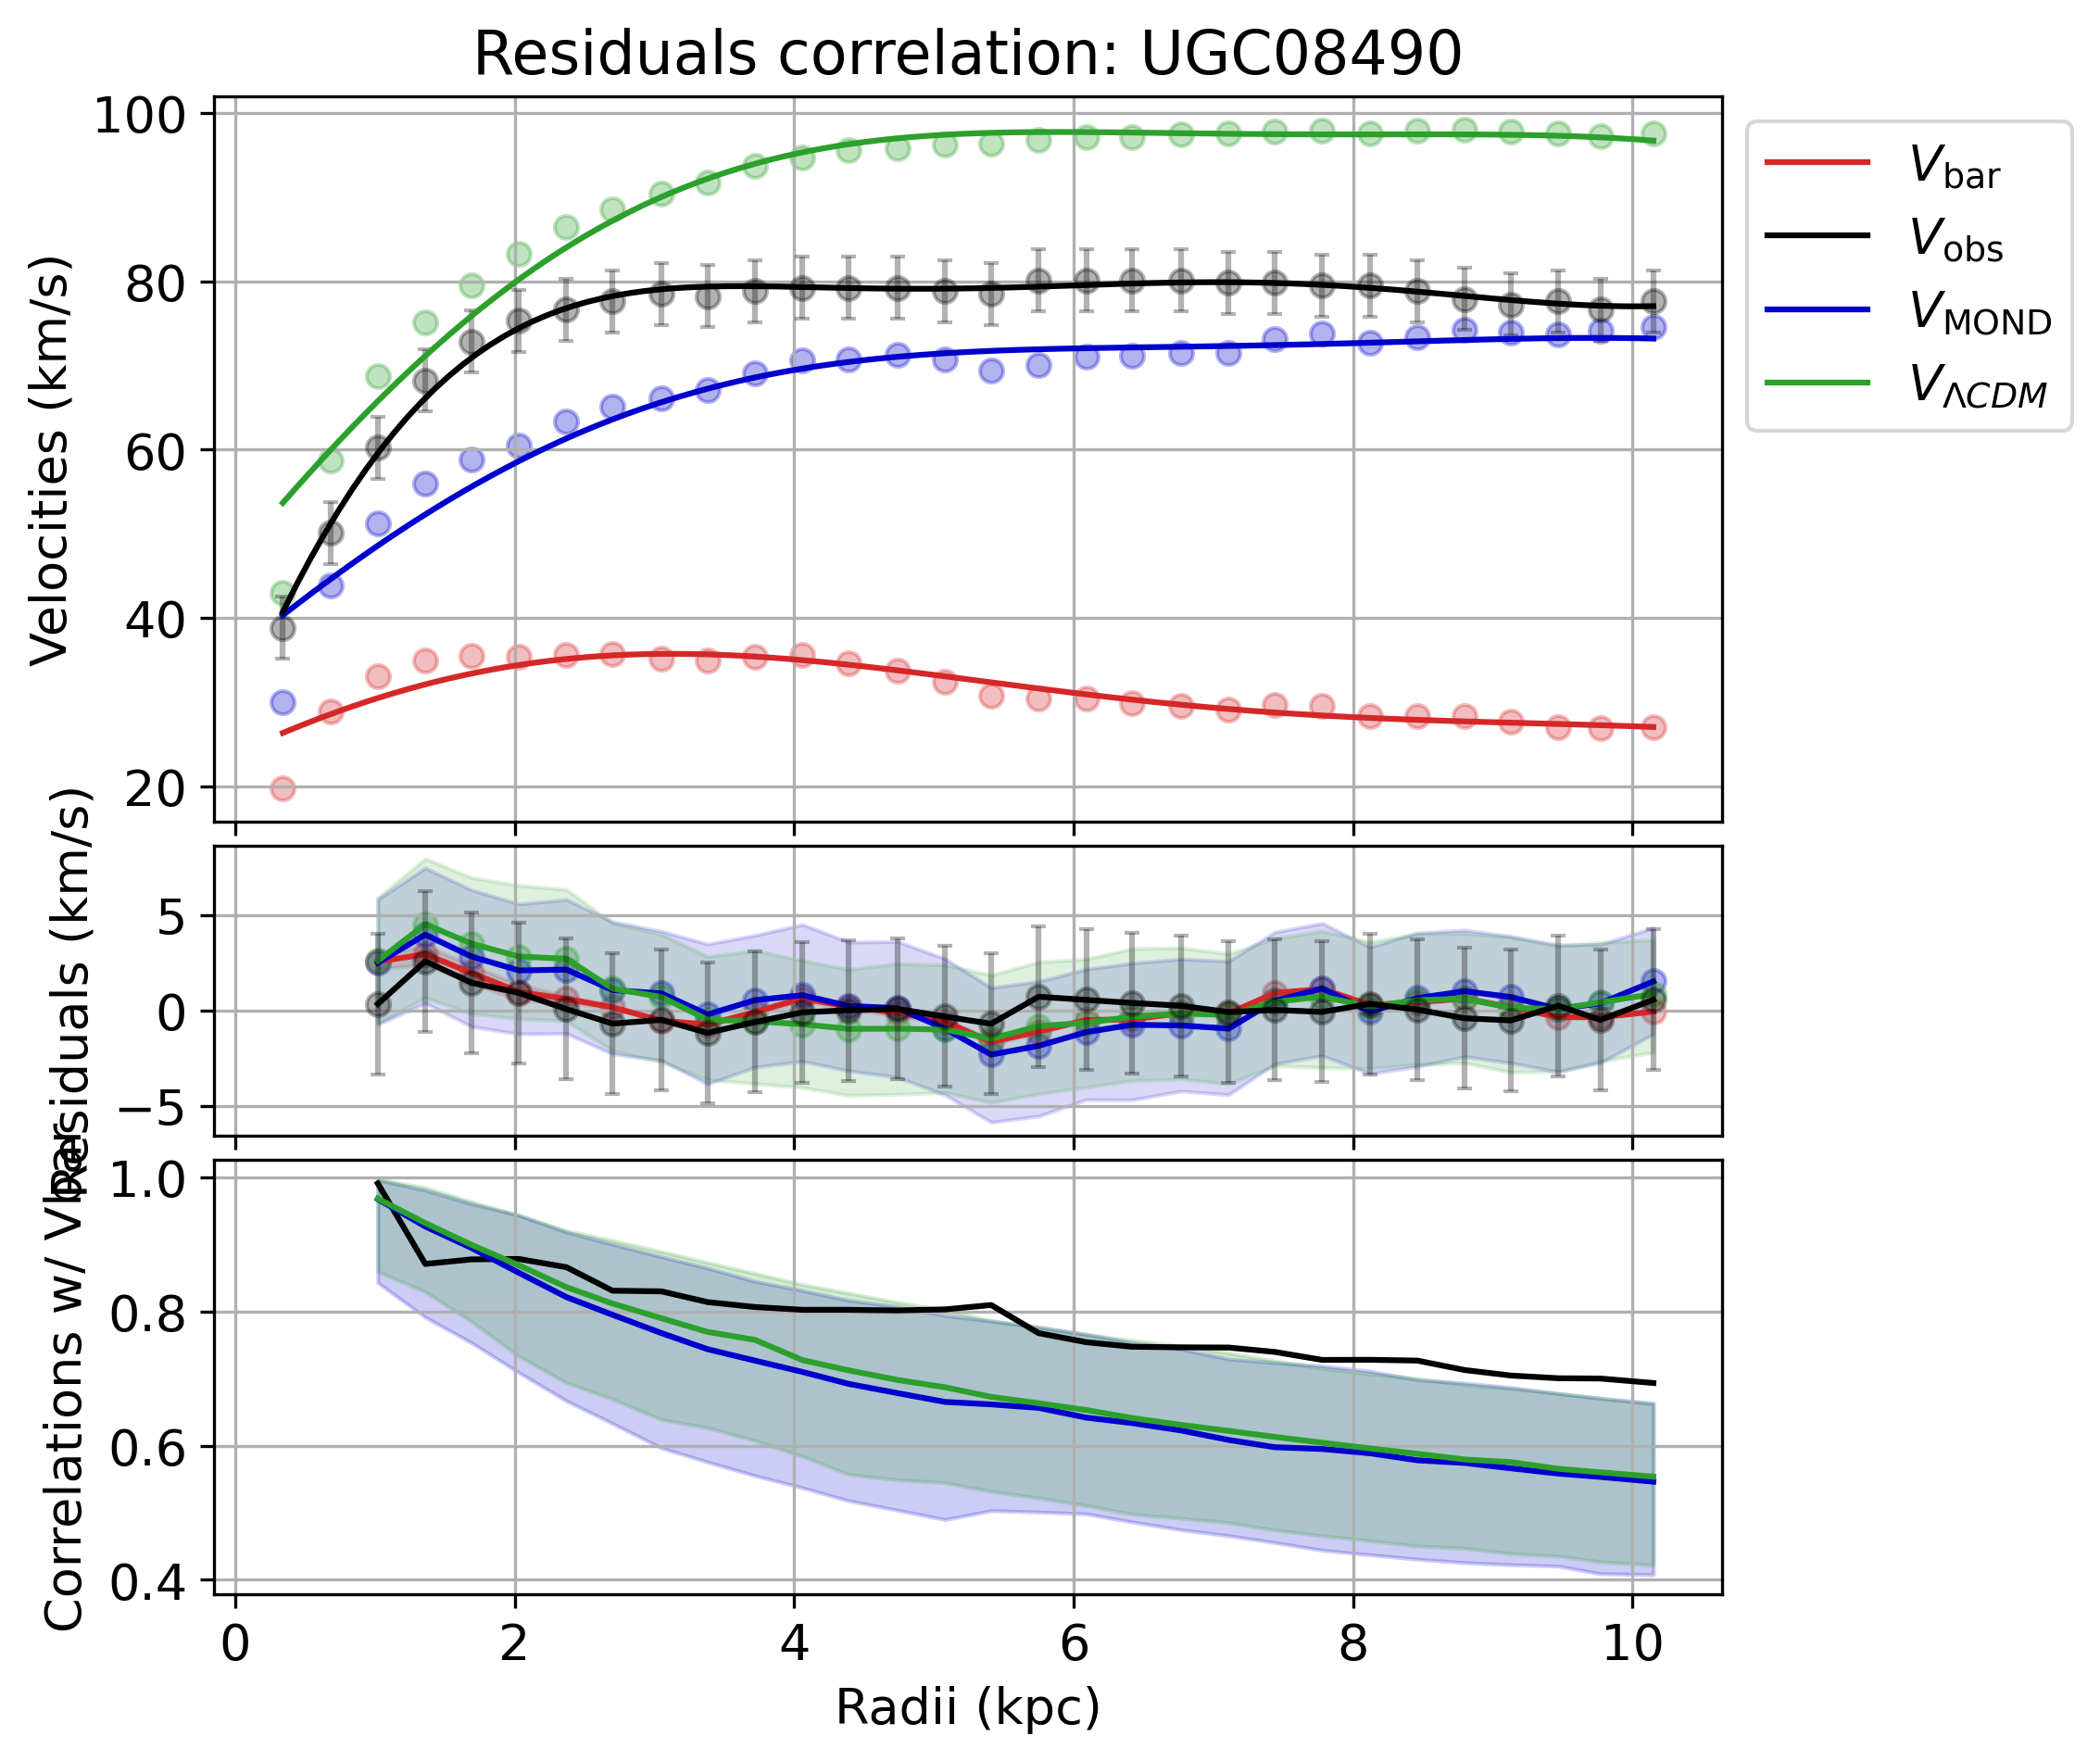 Residuals correlation: UGC08490
Velocities (km/s)
100
80
60
40
20
V_bar
V_obs
V_MOND
V_ΛCDM
Residuals (km/s)
5
0
−5
Correlations w/ Vbar
1.0
0.8
0.6
0.4
0 2 4 6 8 10
Radii (kpc)